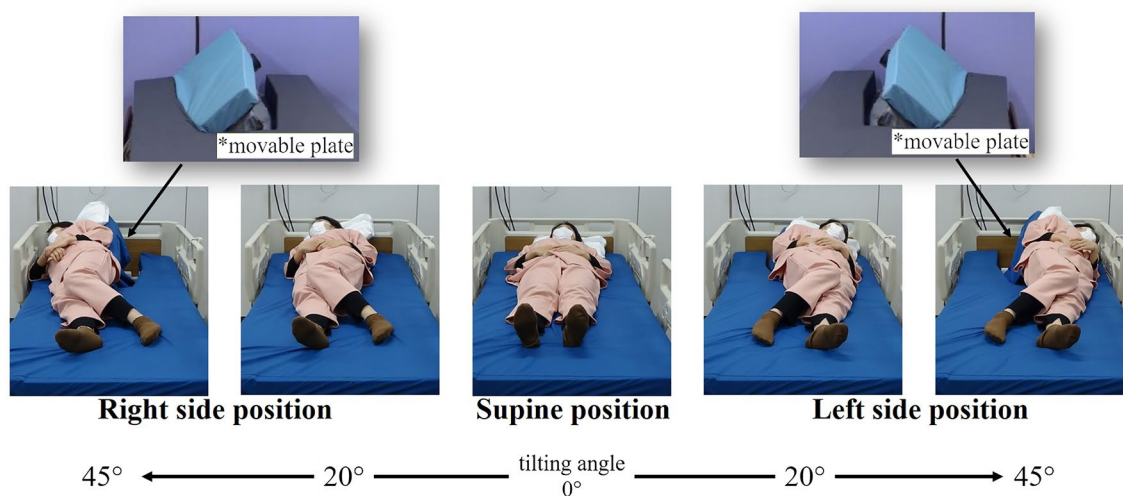 *movable plate
*movable plate
Right side position
Supine position
Left side position
45°
20°
tilting angle
0°
20°
45°